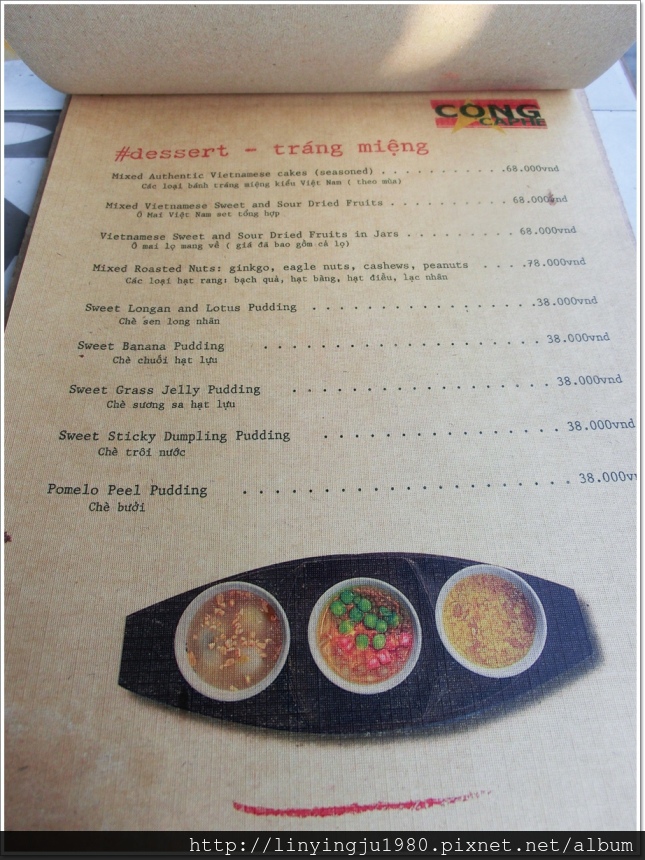 CỘNG
CAPHE
#dessert - tráng miệng
Mixed Authentic Vietnamese cakes (seasoned) . . . . . . . . . . .68.000vnd
Các loại bánh tráng miệng kiểu Việt Nam ( theo mùa)
Mixed Vietnamese Sweet and Sour Dried Fruits . . . . . . . . . . . 68.000vnd
Ô Mai Việt Nam set tổng hợp
Vietnamese Sweet and Sour Dried Fruits in Jars . . . . . . . . . . 68.000vnd
Ô mai lọ mang về ( giá đã bao gồm cả lọ)
Mixed Roasted Nuts: ginkgo, eagle nuts, cashews, peanuts . . . . .78.000vnd
Các loại hạt rang: bạch quả, hạt bàng, hạt điều, lạc nhân
Sweet Longan and Lotus Pudding . . . . . . . . . . . . . . . .38.000vnd
Chè sen long nhãn
Sweet Banana Pudding . . . . . . . . . . . . . . . . . . 38.000vnd
Chè chuối hạt lựu
Sweet Grass Jelly Pudding . . . . . . . . . . . . . . . . 38.000vnd
Chè sương sa hạt lựu
Sweet Sticky Dumpling Pudding . . . . . . . . . . . . . . 38.000vnd
Chè trôi nước
Pomelo Peel Pudding . . . . . . . . . . . . . . . . . . 38.000v
Chè bưởi
http://linyingju1980.pixnet.net/album